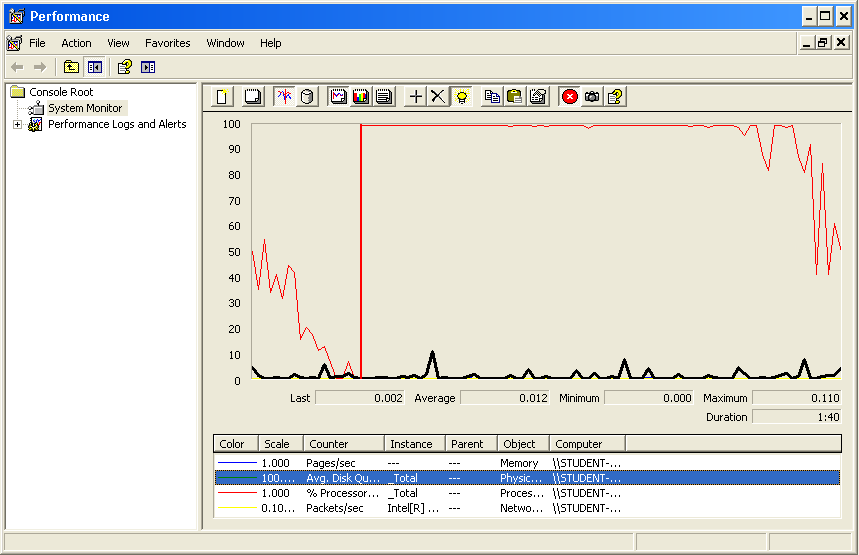 Performance
File Action View Favorites Window Help
Console Root
System Monitor
Performance Logs and Alerts
100
90
80
70
60
50
40
30
20
10
0
Last 0.002 Average 0.012 Minimum 0.000 Maximum 0.110
Duration 1:40
Color Scale Counter Instance Parent Object Computer
1.000 Pages/sec --- --- Memory \\STUDENT-...
100.... Avg. Disk Qu... _Total --- Physic... \\STUDENT-...
1.000 % Processor... _Total --- Proces... \\STUDENT-...
0.10... Packets/sec Intel[R] ... --- Netwo... \\STUDENT-...